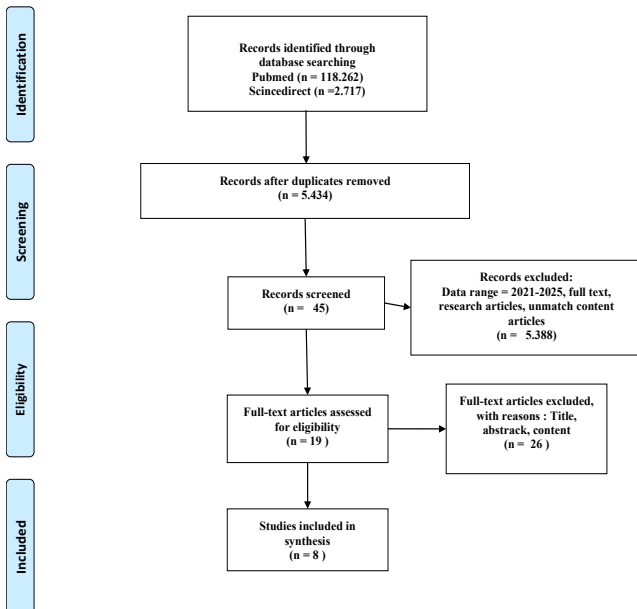 Identification
Records identified through
database searching
Pubmed (n = 118.262)
Scincedirect (n =2.717)
Screening
Records after duplicates removed
(n = 5.434)
Records screened
(n = 45)
Records excluded:
Data range = 2021-2025, full text,
research articles, unmatch content
articles
(n = 5.388)
Eligibility
Full-text articles assessed
for eligibility
(n = 19 )
Full-text articles excluded,
with reasons : Title,
abstrack, content
(n = 26 )
Included
Studies included in
synthesis
(n = 8 )